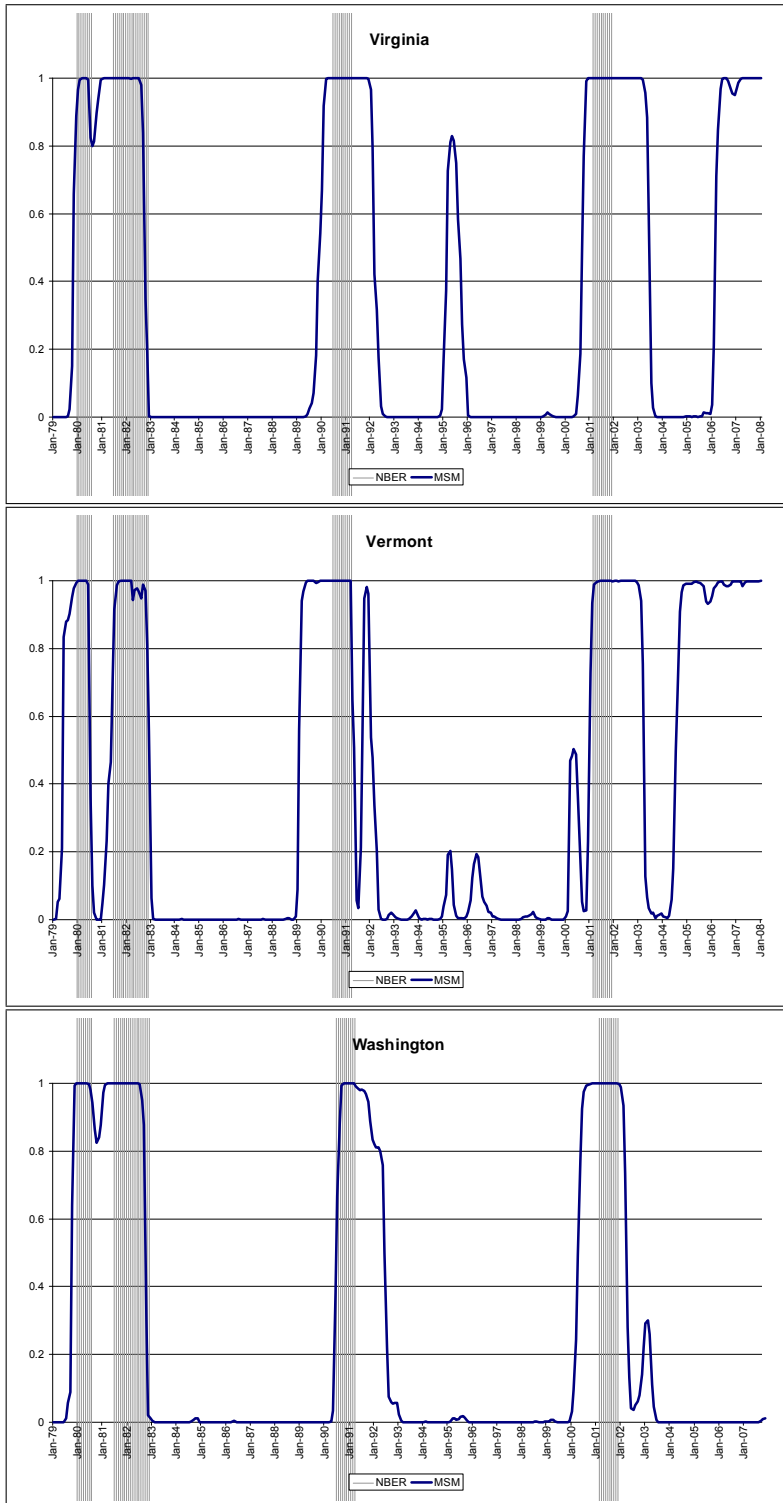 Virginia
1
0.8
0.6
0.4
0.2
0
Jan-79 Jan-80 Jan-81 Jan-82 Jan-83 Jan-84 Jan-85 Jan-86 Jan-87 Jan-88 Jan-89 Jan-90 Jan-91 Jan-92 Jan-93 Jan-94 Jan-95 Jan-96 Jan-97 Jan-98 Jan-99 Jan-00 Jan-01 Jan-02 Jan-03 Jan-04 Jan-05 Jan-06 Jan-07 Jan-08
NBER MSM
Vermont
1
0.8
0.6
0.4
0.2
0
Jan-79 Jan-80 Jan-81 Jan-82 Jan-83 Jan-84 Jan-85 Jan-86 Jan-87 Jan-88 Jan-89 Jan-90 Jan-91 Jan-92 Jan-93 Jan-94 Jan-95 Jan-96 Jan-97 Jan-98 Jan-99 Jan-00 Jan-01 Jan-02 Jan-03 Jan-04 Jan-05 Jan-06 Jan-07 Jan-08
NBER MSM
Washington
1
0.8
0.6
0.4
0.2
0
Jan-79 Jan-80 Jan-81 Jan-82 Jan-83 Jan-84 Jan-85 Jan-86 Jan-87 Jan-88 Jan-89 Jan-90 Jan-91 Jan-92 Jan-93 Jan-94 Jan-95 Jan-96 Jan-97 Jan-98 Jan-99 Jan-00 Jan-01 Jan-02 Jan-03 Jan-04 Jan-05 Jan-06 Jan-07
NBER MSM